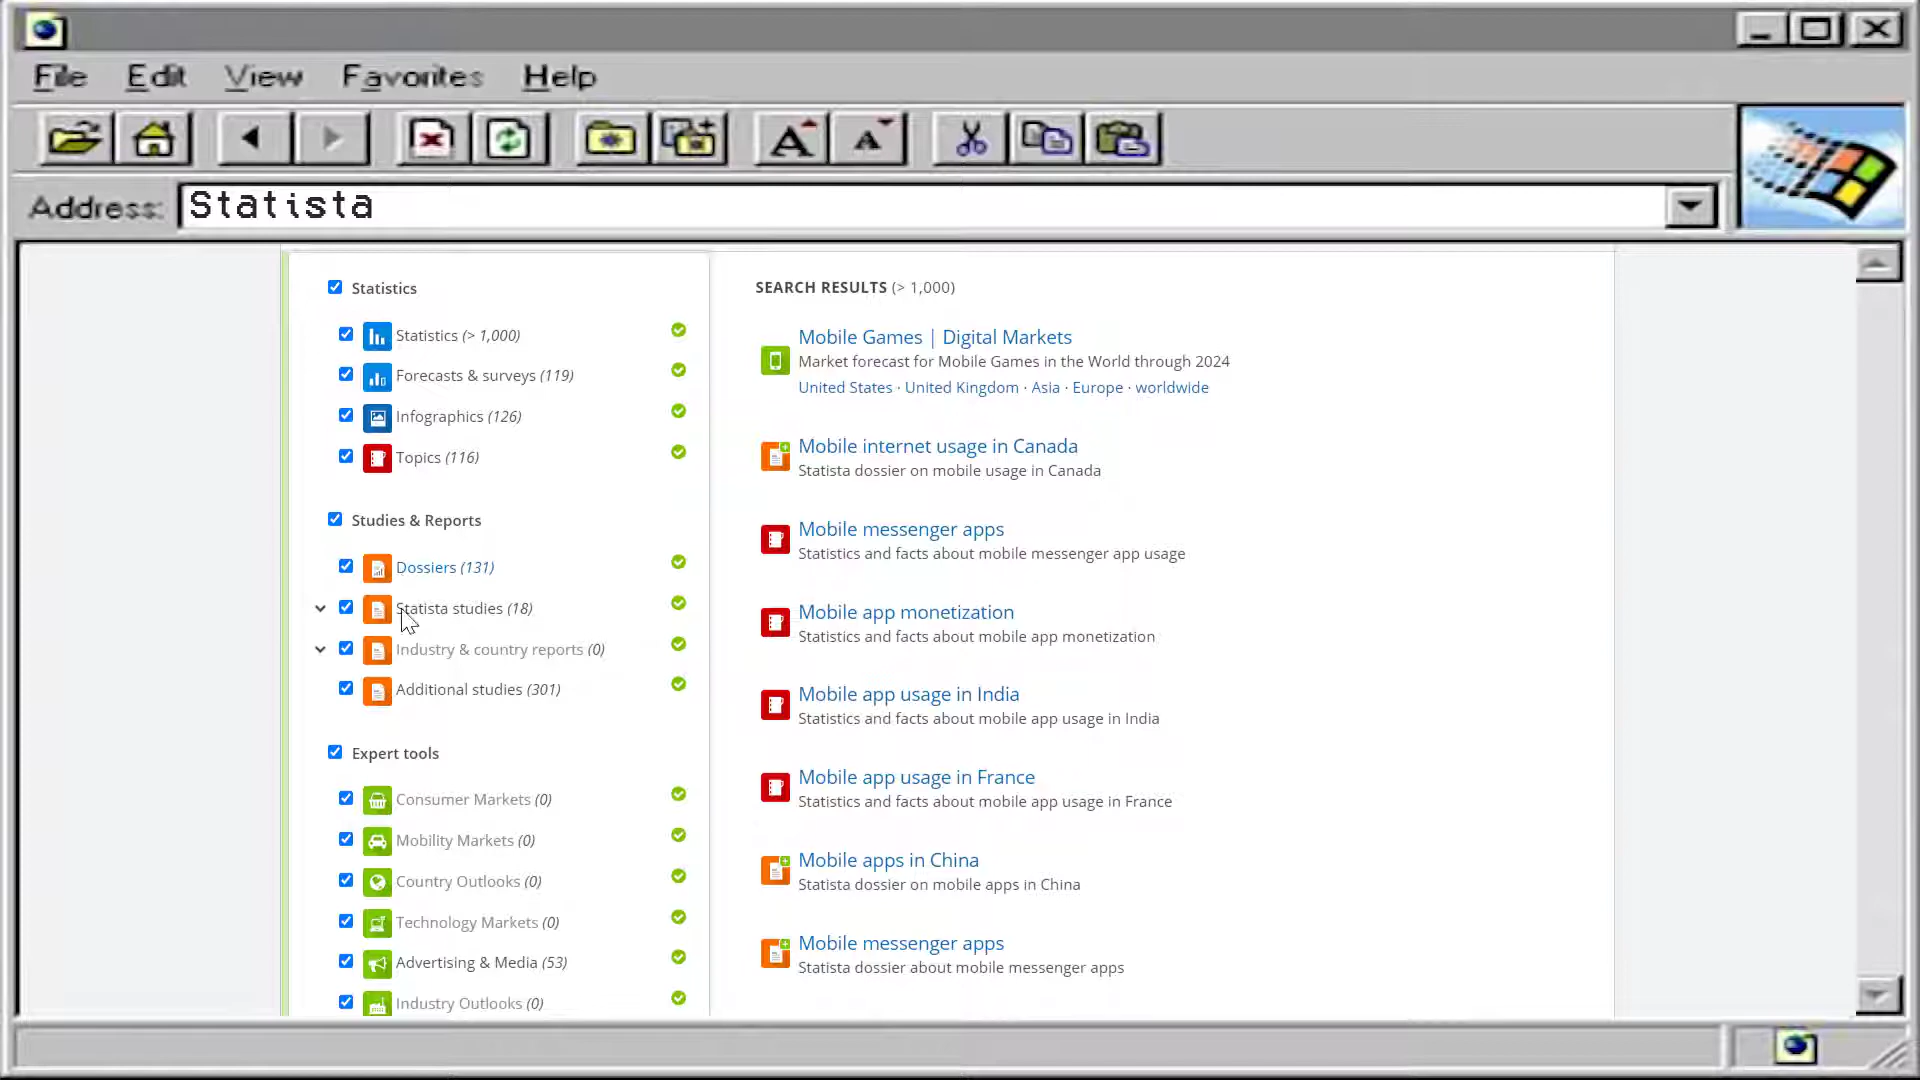 File Edit View Favorites Help
Address: Statista
Statistics
Statistics (> 1,000)
Forecasts & surveys (119)
Infographics (126)
Topics (116)
Studies & Reports
Dossiers (131)
Statista studies (18)
Industry & country reports (0)
Additional studies (301)
Expert tools
Consumer Markets (0)
Mobility Markets (0)
Country Outlooks (0)
Technology Markets (0)
Advertising & Media (53)
Industry Outlooks (0)
SEARCH RESULTS (> 1,000)
Mobile Games | Digital Markets
Market forecast for Mobile Games in the World through 2024
United States · United Kingdom · Asia · Europe · worldwide
Mobile internet usage in Canada
Statista dossier on mobile usage in Canada
Mobile messenger apps
Statistics and facts about mobile messenger app usage
Mobile app monetization
Statistics and facts about mobile app monetization
Mobile app usage in India
Statistics and facts about mobile app usage in India
Mobile app usage in France
Statistics and facts about mobile app usage in France
Mobile apps in China
Statista dossier on mobile apps in China
Mobile messenger apps
Statista dossier about mobile messenger apps